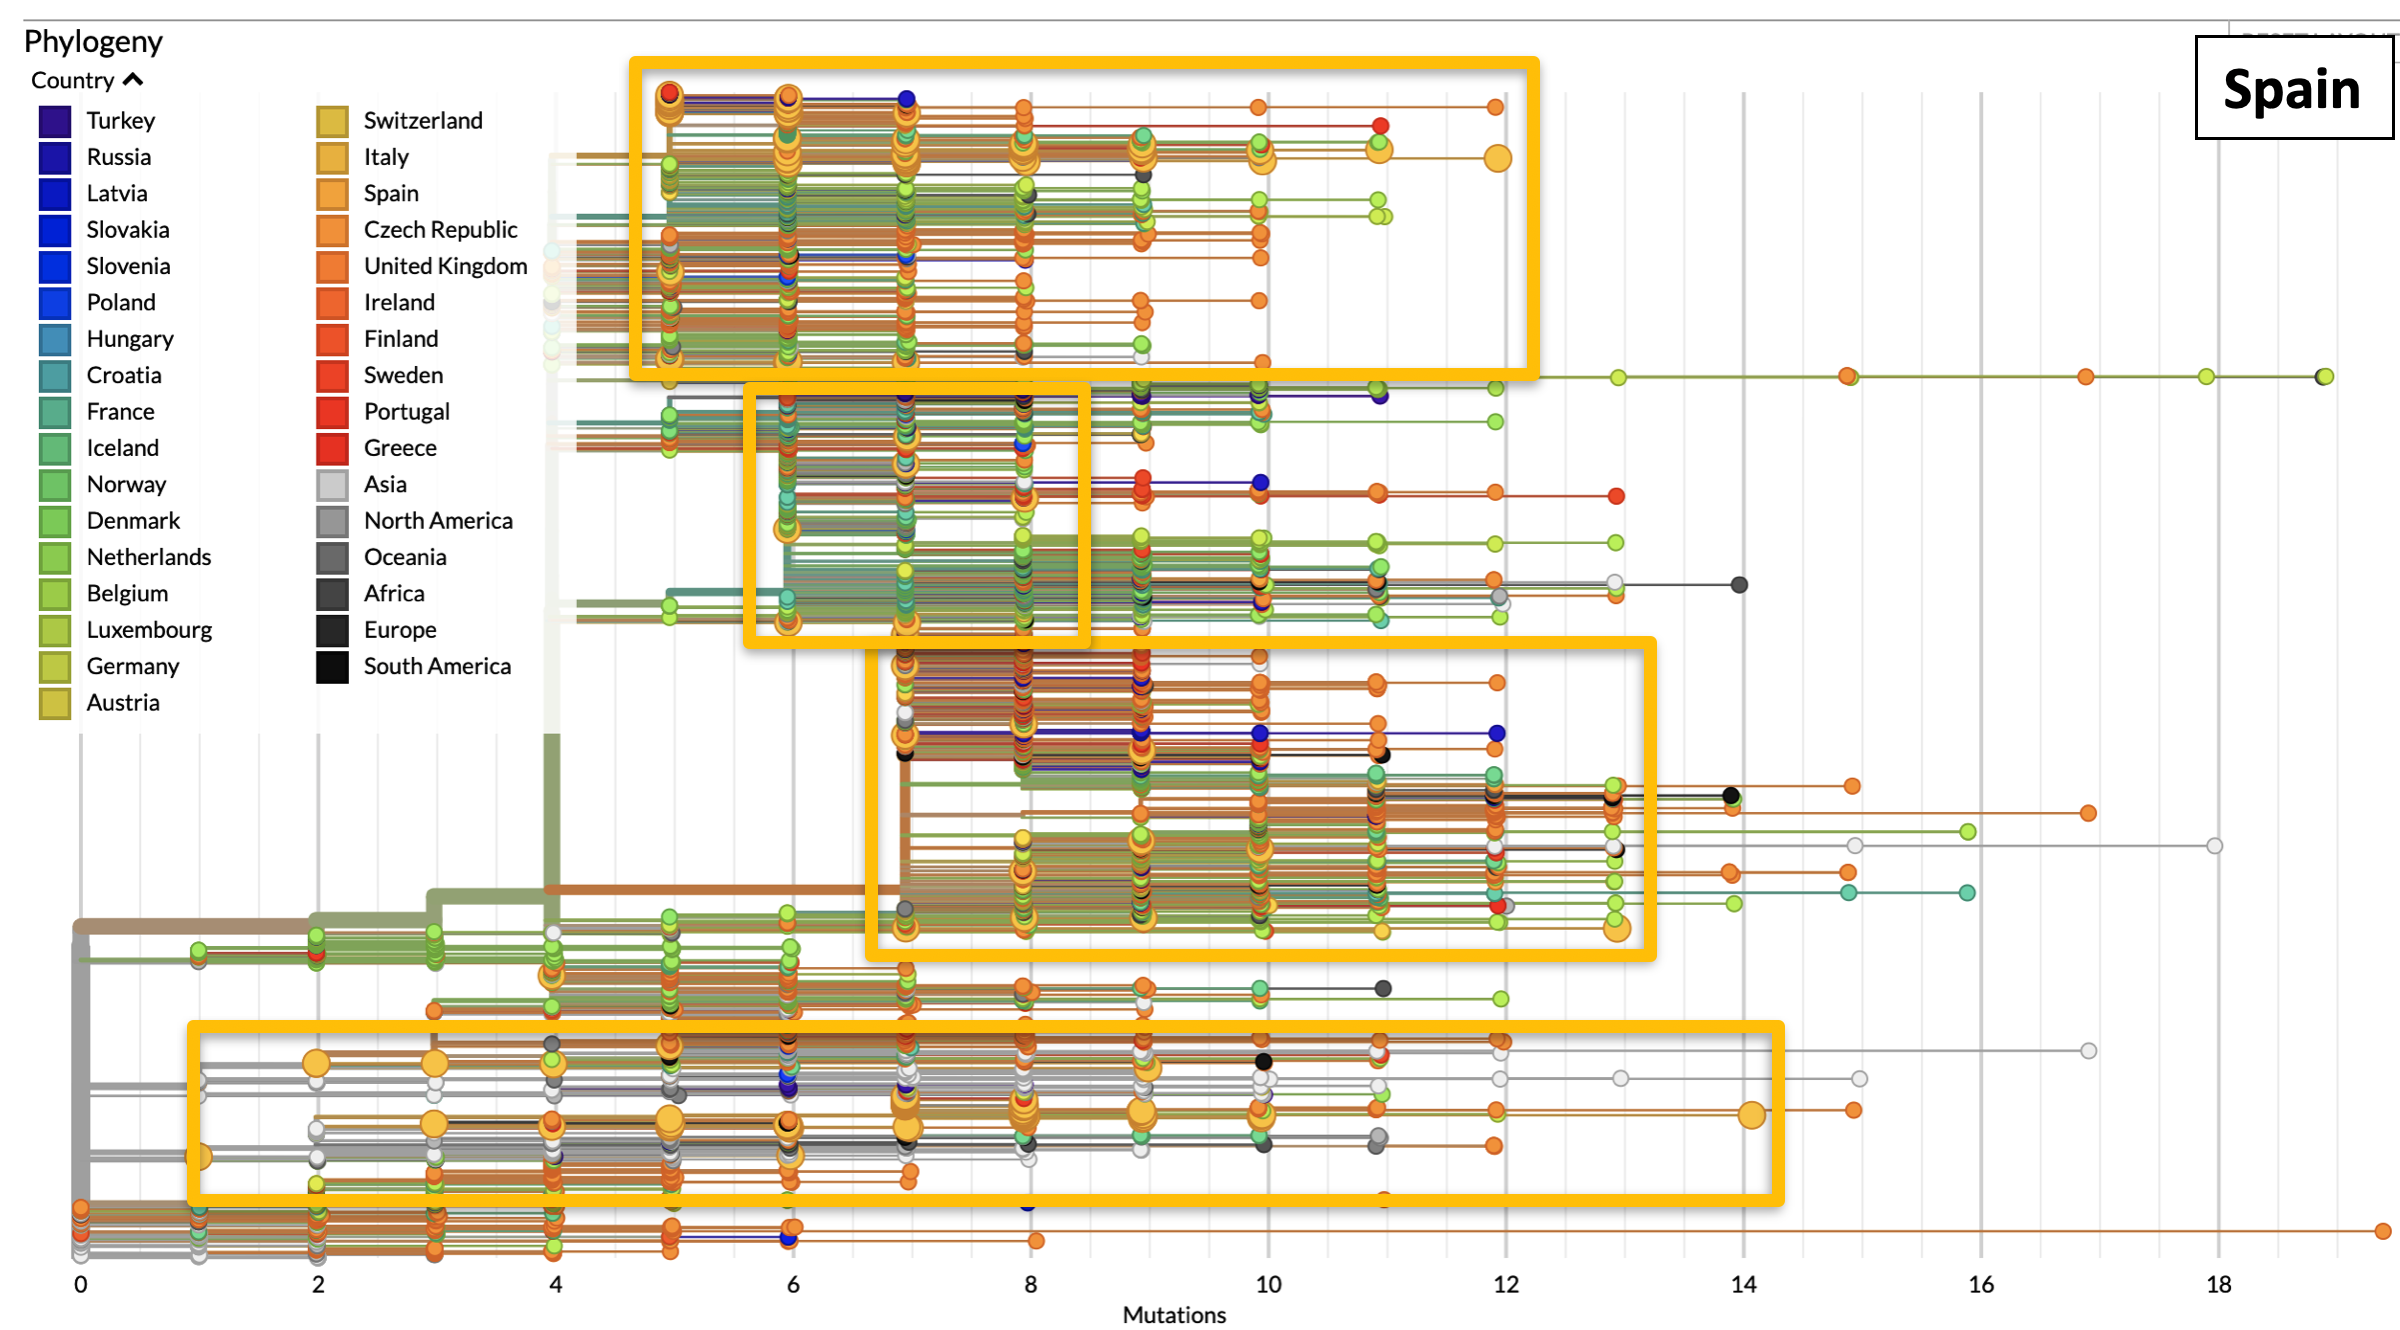 Phylogeny
Spain
Country
Turkey
Russia
Latvia
Slovakia
Slovenia
Poland
Hungary
Croatia
France
Iceland
Norway
Denmark
Netherlands
Belgium
Luxembourg
Germany
Austria
Switzerland
Italy
Spain
Czech Republic
United Kingdom
Ireland
Finland
Sweden
Portugal
Greece
Asia
North America
Oceania
Africa
Europe
South America
0 2 4 6 8 10 12 14 16 18
Mutations